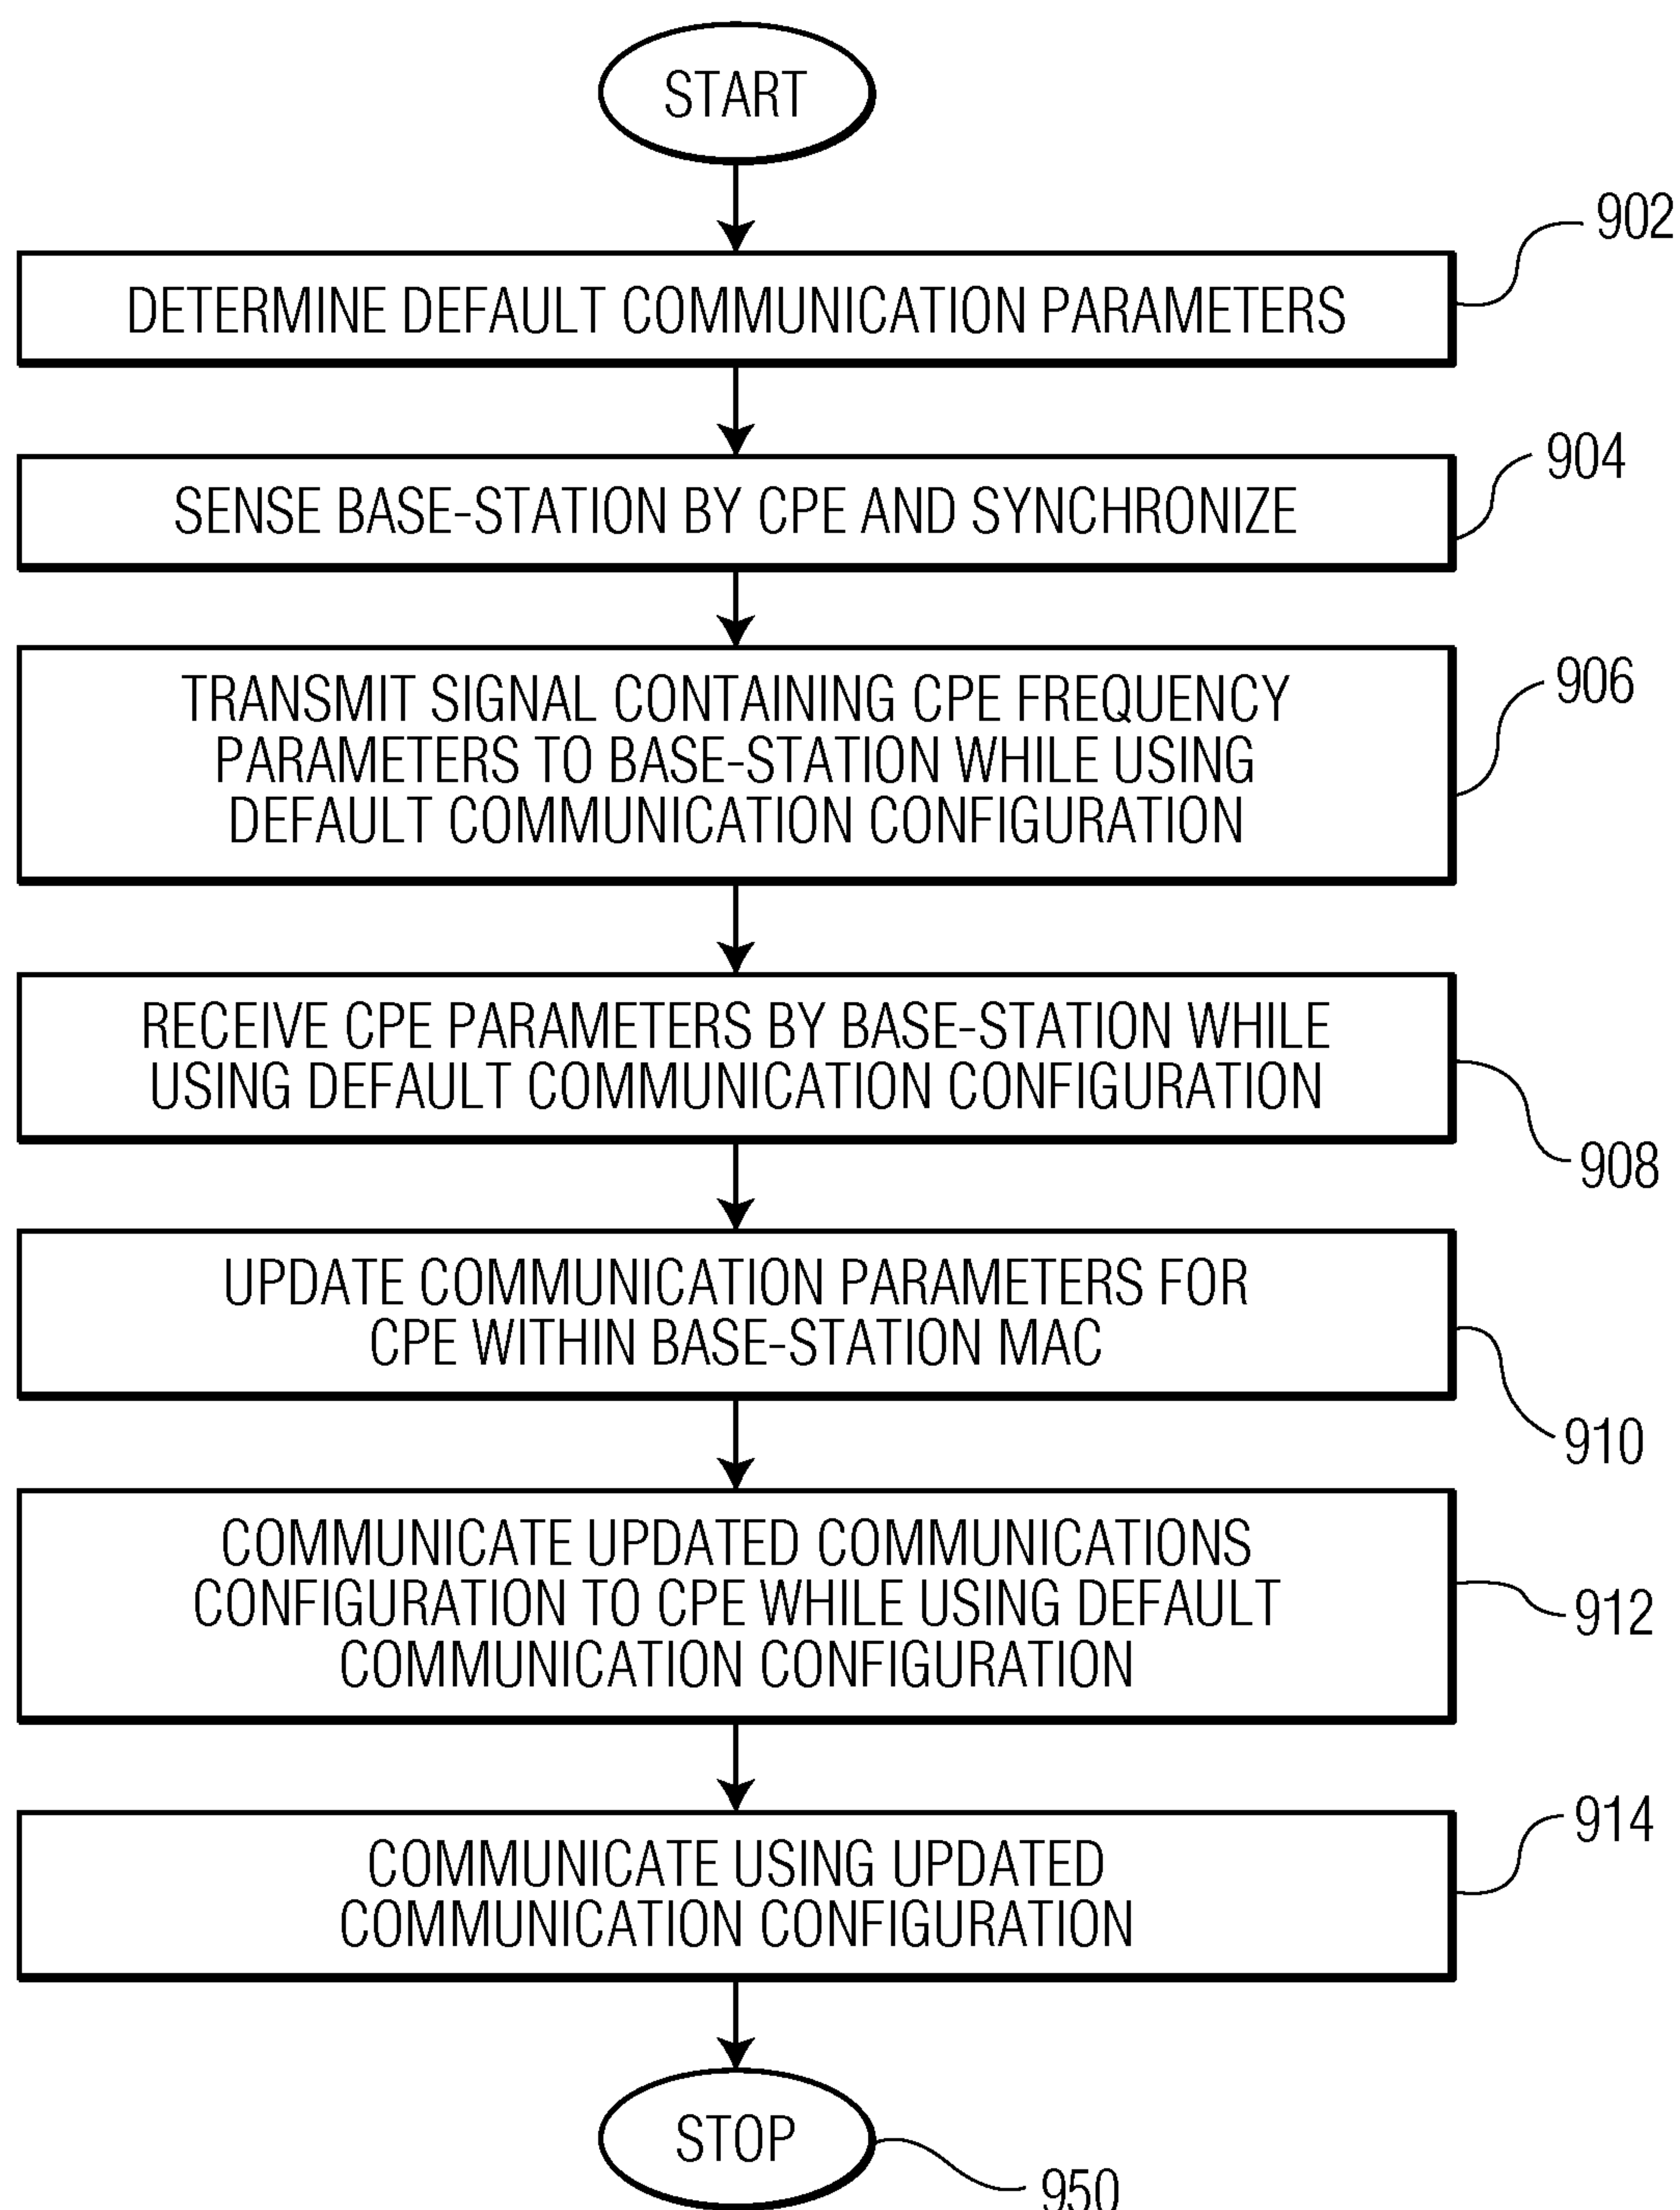 START
902
DETERMINE DEFAULT COMMUNICATION PARAMETERS
904
SENSE BASE-STATION BY CPE AND SYNCHRONIZE
906
TRANSMIT SIGNAL CONTAINING CPE FREQUENCY
PARAMETERS TO BASE-STATION WHILE USING
DEFAULT COMMUNICATION CONFIGURATION
RECEIVE CPE PARAMETERS BY BASE-STATION WHILE
USING DEFAULT COMMUNICATION CONFIGURATION
908
UPDATE COMMUNICATION PARAMETERS FOR
CPE WITHIN BASE-STATION MAC
910
COMMUNICATE UPDATED COMMUNICATIONS
CONFIGURATION TO CPE WHILE USING DEFAULT
COMMUNICATION CONFIGURATION
912
914
COMMUNICATE USING UPDATED
COMMUNICATION CONFIGURATION
STOP
950